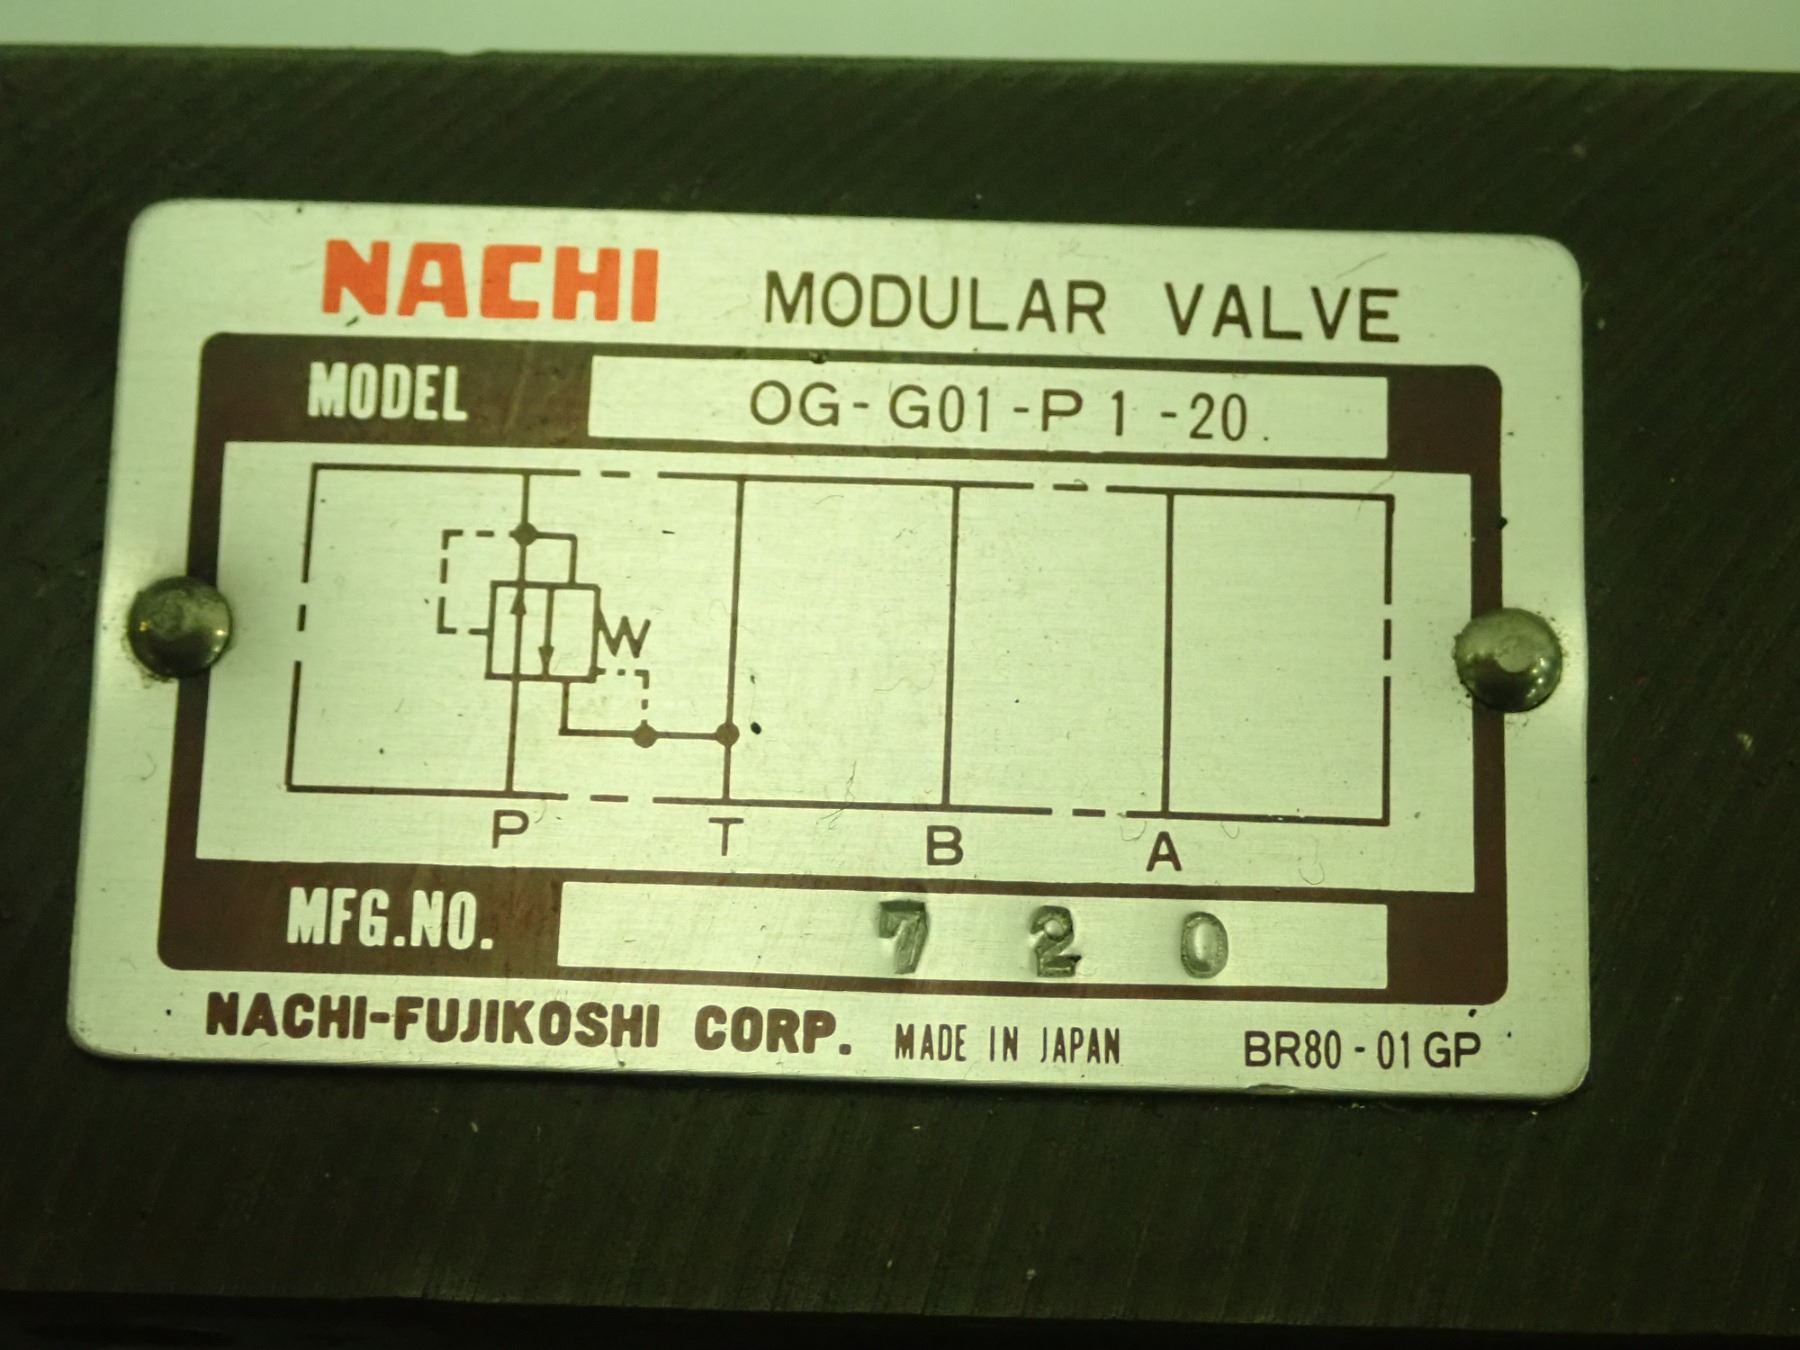 NACHI MODULAR VALVE
MODEL OG-G01-P1-20
P T B A
MFG.NO. 720
NACHI-FUJIKOSHI CORP. MADE IN JAPAN BR80-01GP